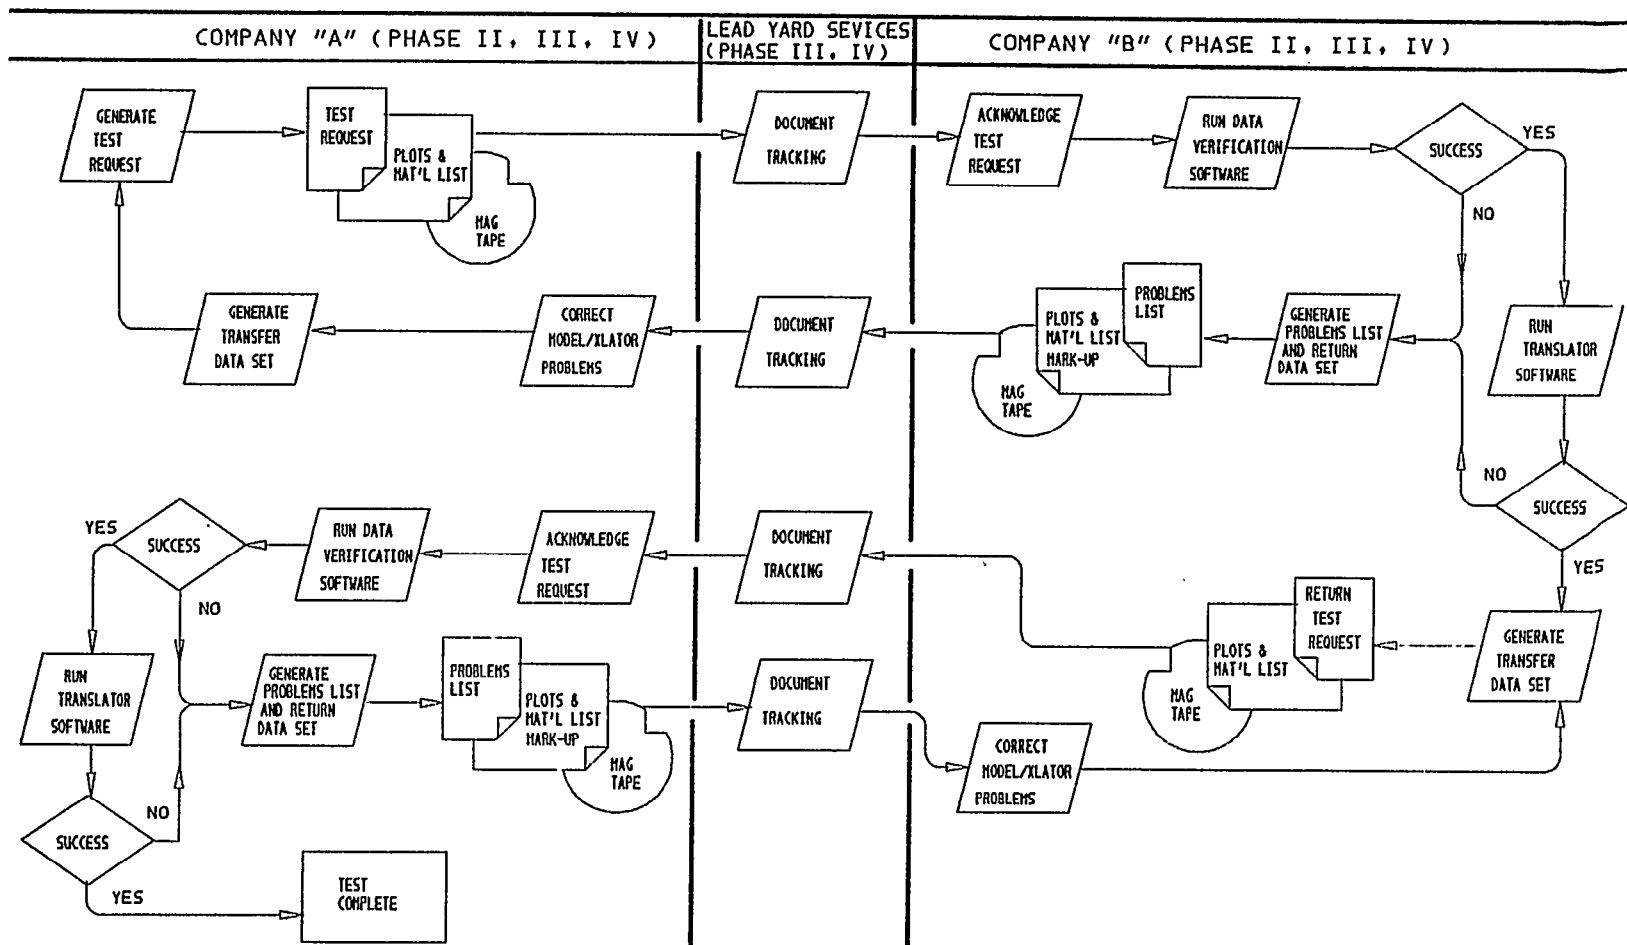 COMPANY "A" (PHASE II, III, IV)
LEAD YARD SEVICES
(PHASE III, IV)
COMPANY "B" (PHASE II, III, IV)
GENERATE
TEST
REQUEST
TEST
REQUEST
PLOTS &
MAT'L LIST
MAG
TAPE
DOCUMENT
TRACKING
ACKNOWLEDGE
TEST
REQUEST
RUN DATA
VERIFICATION
SOFTWARE
SUCCESS
YES
NO
GENERATE
TRANSFER
DATA SET
CORRECT
MODEL/XLATOR
PROBLEMS
DOCUMENT
TRACKING
PLOTS &
MAT'L LIST
MARK-UP
PROBLEMS
LIST
MAG
TAPE
GENERATE
PROBLEMS LIST
AND RETURN
DATA SET
RUN
TRANSLATOR
SOFTWARE
NO
SUCCESS
YES
YES
SUCCESS
NO
RUN DATA
VERIFICATION
SOFTWARE
ACKNOWLEDGE
TEST
REQUEST
DOCUMENT
TRACKING
RETURN
TEST
REQUEST
PLOTS &
MAT'L LIST
MAG
TAPE
GENERATE
TRANSFER
DATA SET
RUN
TRANSLATOR
SOFTWARE
GENERATE
PROBLEMS LIST
AND RETURN
DATA SET
PROBLEMS
LIST
PLOTS &
MAT'L LIST
MARK-UP
MAG
TAPE
DOCUMENT
TRACKING
CORRECT
MODEL/XLATOR
PROBLEMS
NO
SUCCESS
YES
TEST
COMPLETE